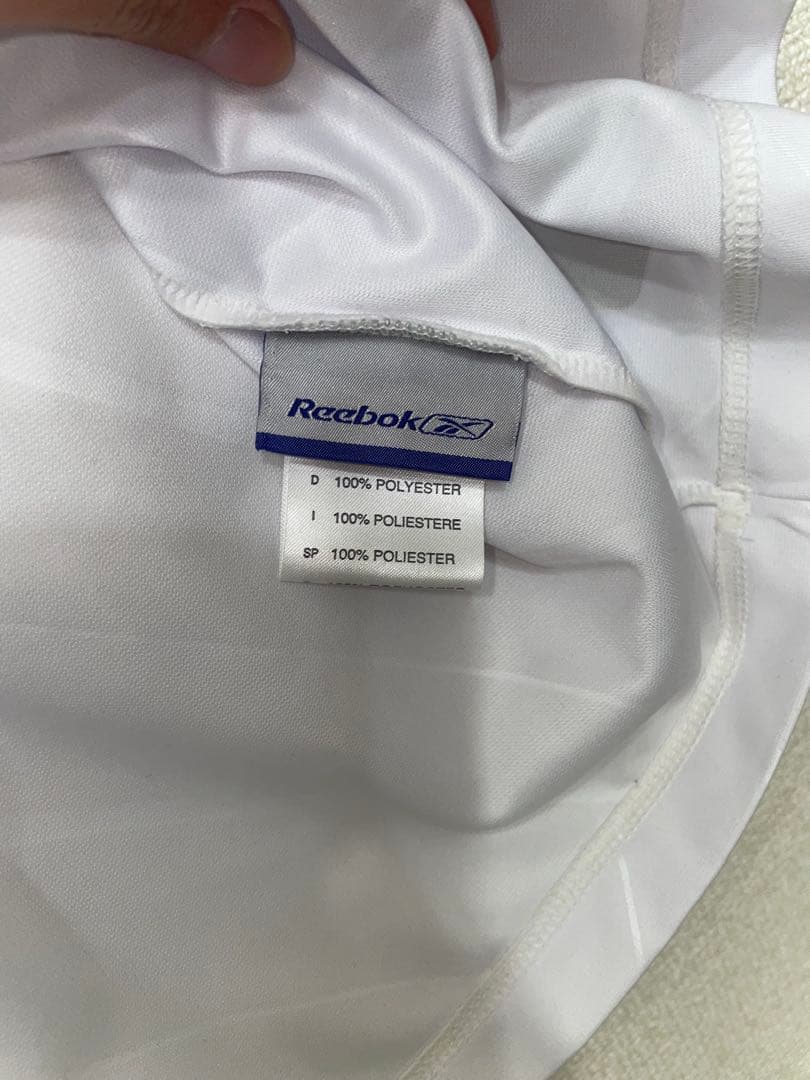 Reebok
D 100% POLYESTER
I 100% POLIESTERE
SP 100% POLIESTER